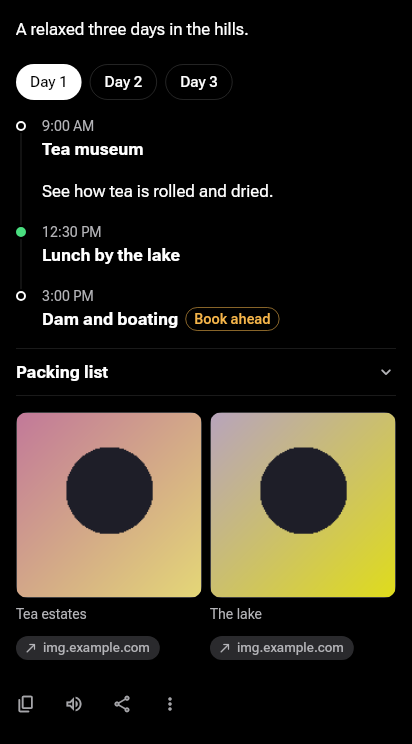 A relaxed three days in the hills.
Day 1 Day 2 Day 3
9:00 AM
Tea museum
See how tea is rolled and dried.
12:30 PM
Lunch by the lake
3:00 PM
Dam and boating Book ahead
Packing list
Tea estates The lake
img.example.com img.example.com